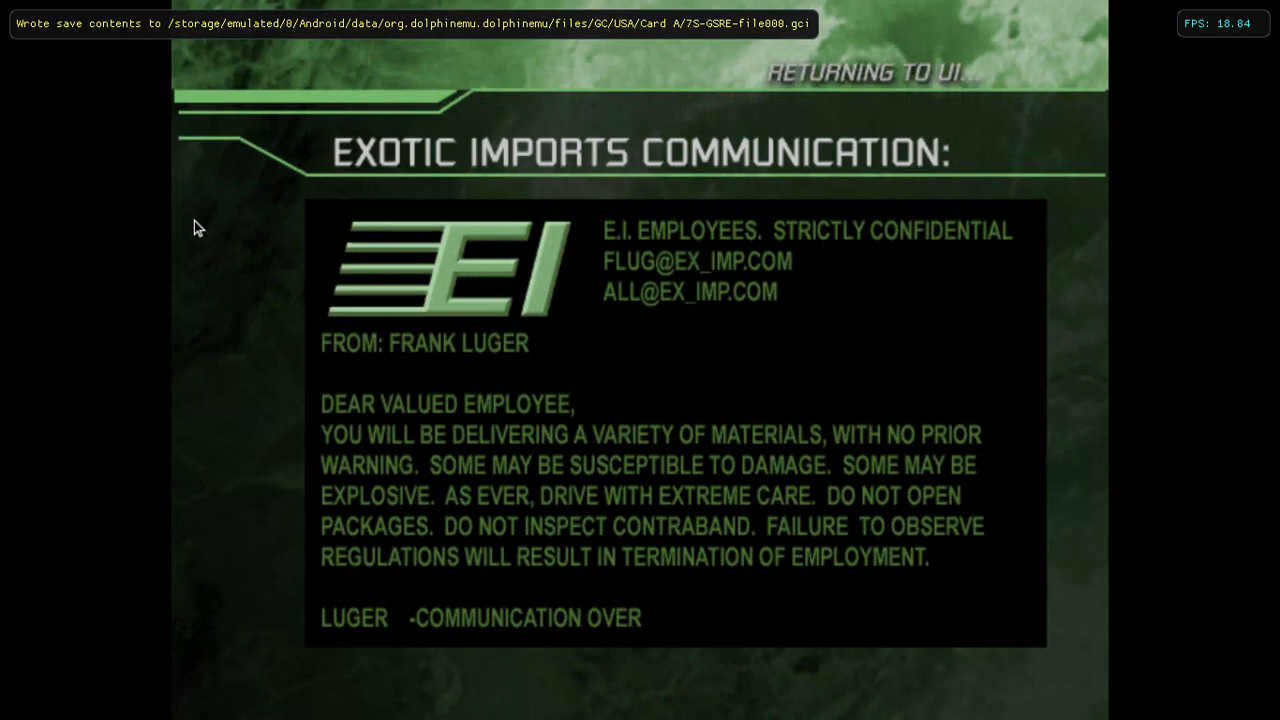 Wrote save contents to /storage/emulated/0/Android/data/org.dolphinemu.dolphinemu/files/GC/USA/Card A/7S-GSRE-file000.gci
FPS: 18.84
RETURNING TO UI...
EXOTIC IMPORTS COMMUNICATION:
EI
E.I. EMPLOYEES. STRICTLY CONFIDENTIAL
FLUG@EX_IMP.COM
ALL@EX_IMP.COM
FROM: FRANK LUGER
DEAR VALUED EMPLOYEE,
YOU WILL BE DELIVERING A VARIETY OF MATERIALS, WITH NO PRIOR
WARNING. SOME MAY BE SUSCEPTIBLE TO DAMAGE. SOME MAY BE
EXPLOSIVE. AS EVER, DRIVE WITH EXTREME CARE. DO NOT OPEN
PACKAGES. DO NOT INSPECT CONTRABAND. FAILURE TO OBSERVE
REGULATIONS WILL RESULT IN TERMINATION OF EMPLOYMENT.
LUGER -COMMUNICATION OVER